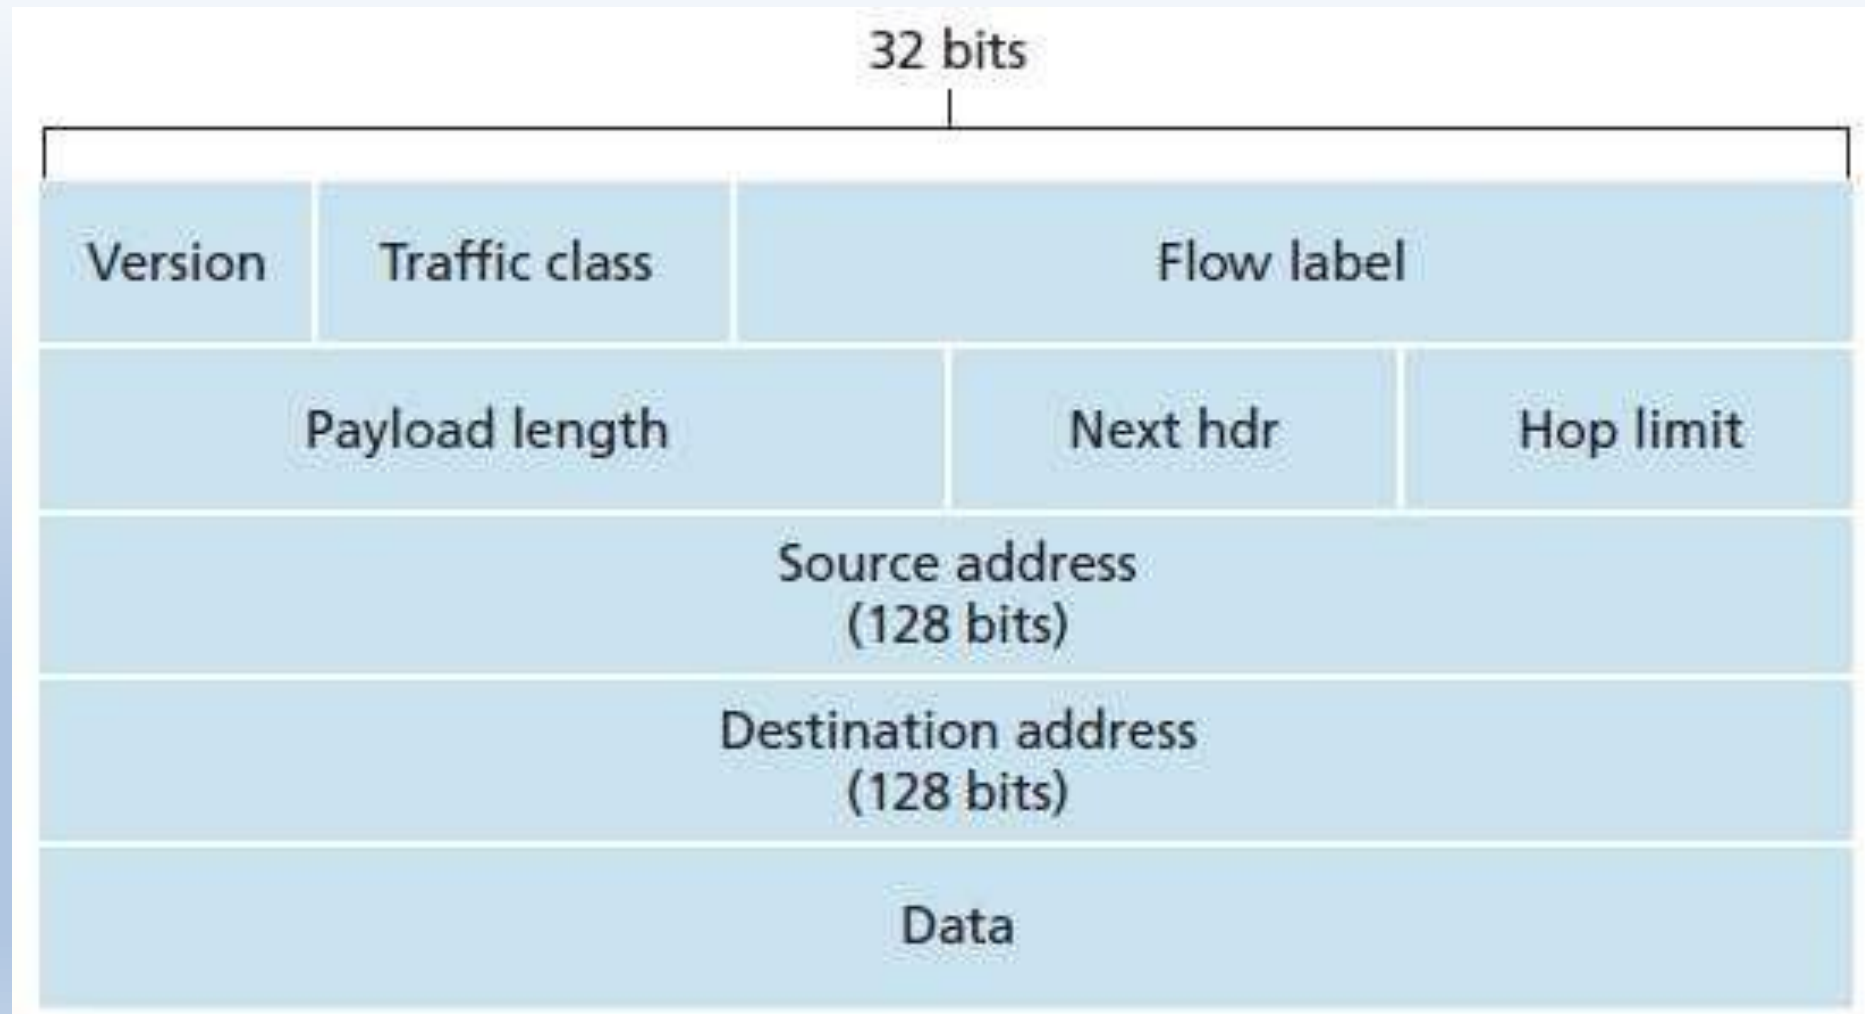 32 bits
Version Traffic class Flow label
Payload length Next hdr Hop limit
Source address
(128 bits)
Destination address
(128 bits)
Data